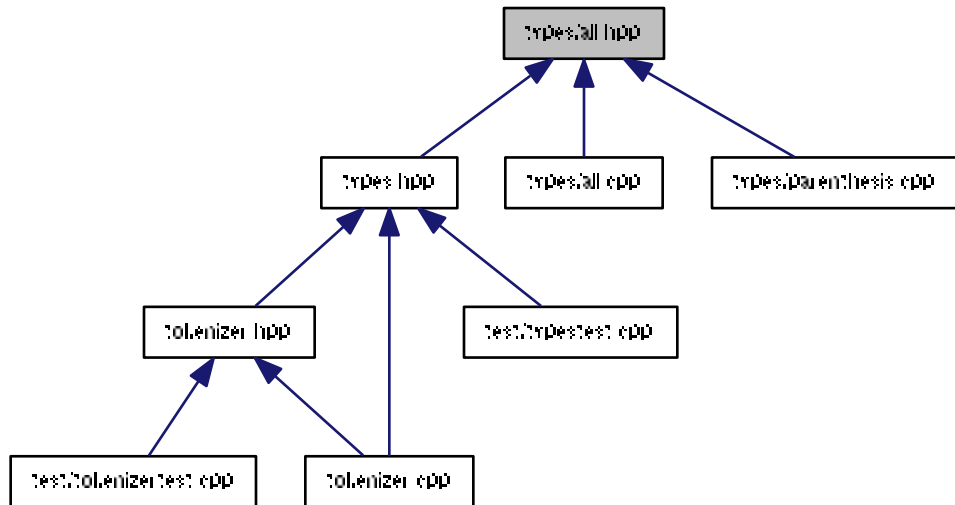 types/all.hpp
types.hpp
types/all.cpp
types/parenthesis.cpp
tokenizer.hpp
test/typestest.cpp
test/tokenizertest.cpp
tokenizer.cpp